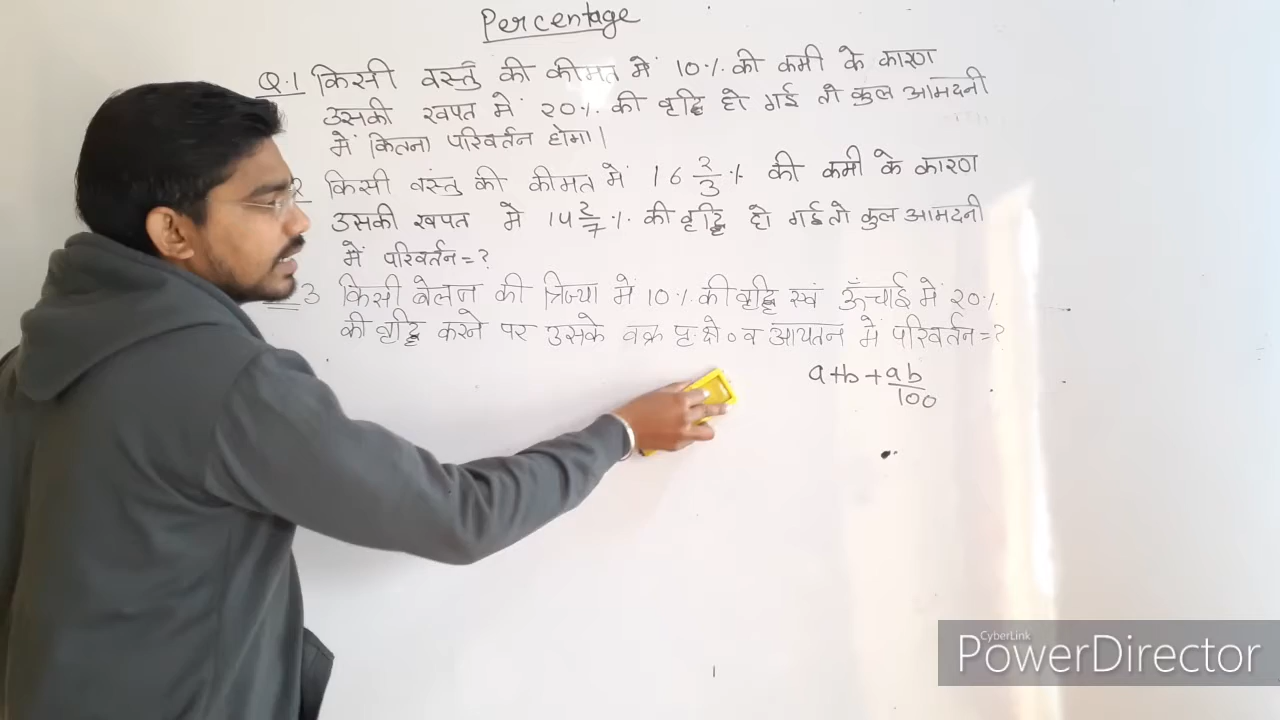 Percentage
Q.1 किसी वस्तु की कीमत में 10% की कमी के कारण
उसकी खपत में 20% की वृद्धि हो गई तो कुल आमदनी
में कितना परिवर्तन होगा।
2 किसी वस्तु की कीमत में 16 2/3 % की कमी के कारण
उसकी खपत में 14 2/7 % की वृद्धि हो गई तो कुल आमदनी
में परिवर्तन=?
3 किसी बेलन की त्रिज्या में 10% की वृद्धि एवं ऊँचाई में 20%
की वृद्धि करने पर उसके वक्र पृ. क्षे० व आयतन में परिवर्तन=?
a+b+ab/100
CyberLink
PowerDirector